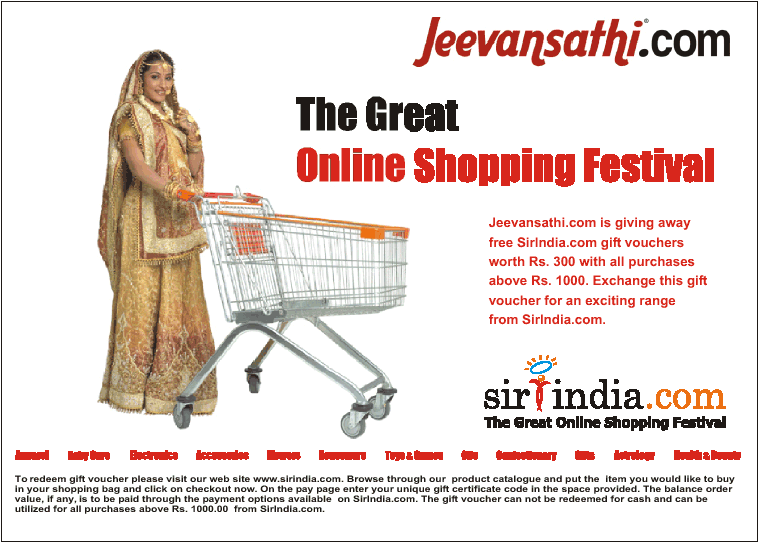 Jeevansathi.com
The Great
Online Shopping Festival
Jeevansathi.com is giving away
free SirIndia.com gift vouchers
worth Rs. 300 with all purchases
above Rs. 1000. Exchange this gift
voucher for an exciting range
from SirIndia.com.
sirindia.com
The Great Online Shopping Festival
Apparel Baby Care Electronics Accessories Flowers Homeware Toys & Games Confectionary Gifts Astrology Health & Beauty
To redeem gift voucher please visit our web site www.sirindia.com. Browse through our product catalogue and put the item you would like to buy
in your shopping bag and click on checkout now. On the pay page enter your unique gift certificate code in the space provided. The balance order
value, if any, is to be paid through the payment options available on SirIndia.com. The gift voucher can not be redeemed for cash and can be
utilized for all purchases above Rs. 1000.00 from SirIndia.com.